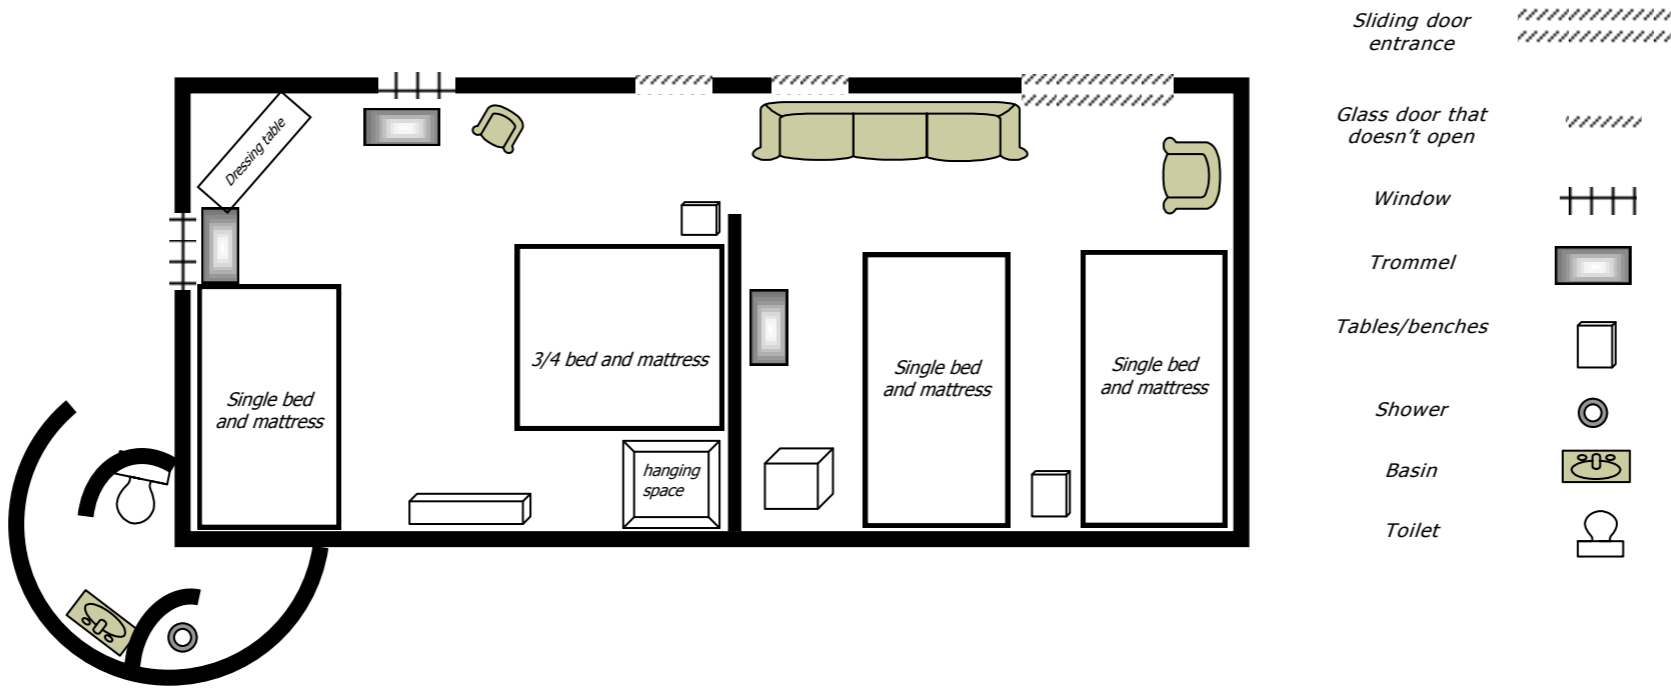 Dressing table
3/4 bed and mattress
Single bed
and mattress
hanging
space
Single bed
and mattress
Single bed
and mattress
Sliding door
entrance
Glass door that
doesn't open
Window
Trommel
Tables/benches
Shower
Basin
Toilet